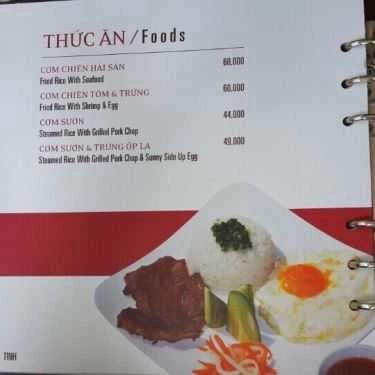 THỨC ĂN / Foods
CƠM CHIÊN HẢI SẢN 68,000
Fried Rice With Seafood
CƠM CHIÊN TÔM & TRỨNG 68,000
Fried Rice With Shrimp & Egg
CƠM SƯỜN 44,000
Steamed Rice With Grilled Pork Chop
CƠM SƯỜN & TRỨNG ỐP LA 49,000
Steamed Rice With Grilled Pork Chop & Sunny Side Up Egg
TRNH